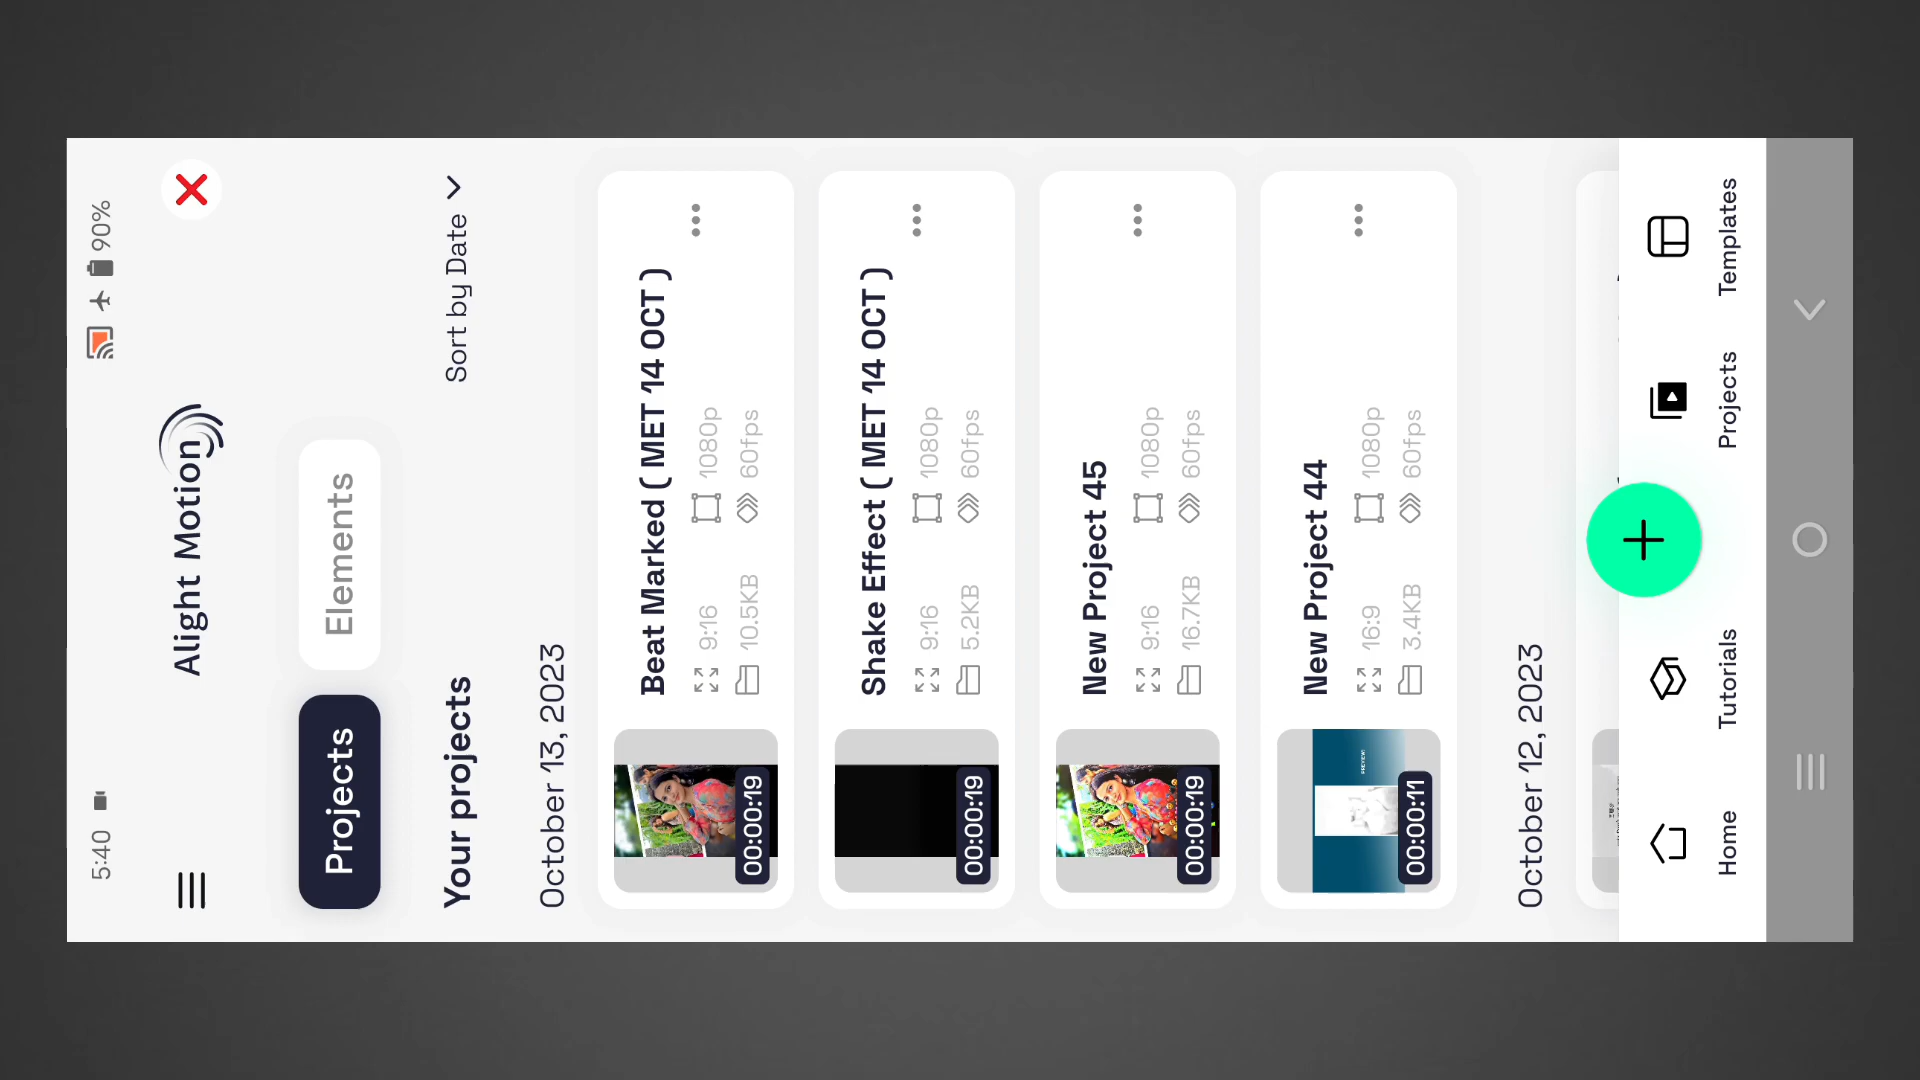 5:40
90%
Alight Motion
Projects
Elements
Your projects
Sort by Date
October 13, 2023
Beat Marked ( MET 14 OCT )
9:16
1080p
10.5KB
60fps
00:00:19
Shake Effect ( MET 14 OCT )
9:16
1080p
5.2KB
60fps
00:00:19
New Project 45
9:16
1080p
16.7KB
60fps
00:00:19
New Project 44
16:9
1080p
3.4KB
60fps
00:00:11
October 12, 2023
Home
Tutorials
Projects
Templates